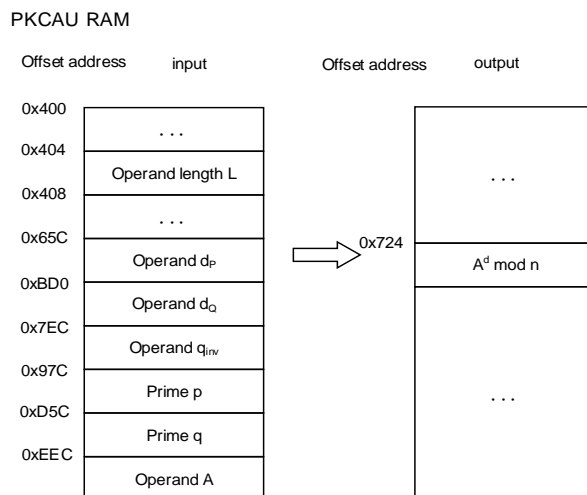 PKCAU RAM
Offset address input Offset address output
0x400
. . .
0x404
Operand length L
0x408
. . .
0x65C
Operand dP
0xBD0
Operand dQ
0x7EC
Operand qinv
0x97C
Prime p
0xD5C
Prime q
0xEEC
Operand A
. . .
0x724
Ad mod n
. . .